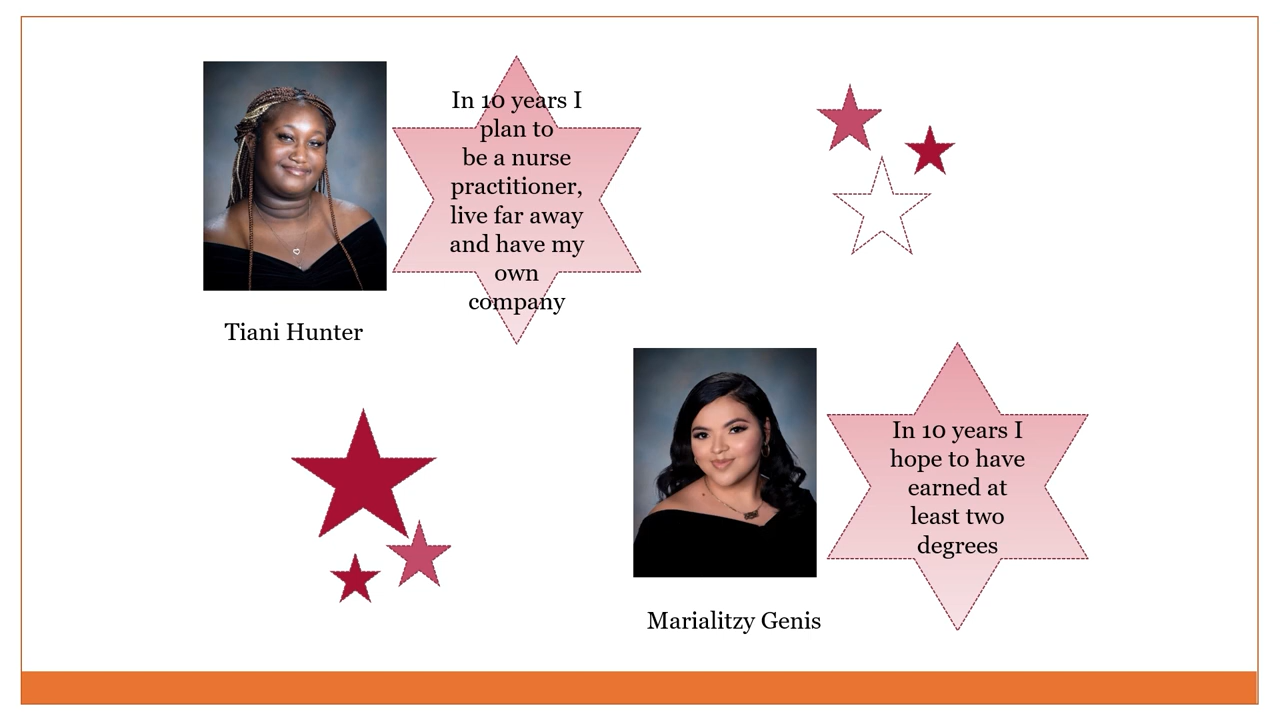 In 10 years I
plan to
be a nurse
practitioner,
live far away
and have my
own
company
Tiani Hunter
In 10 years I
hope to have
earned at
least two
degrees
Marialitzy Genis